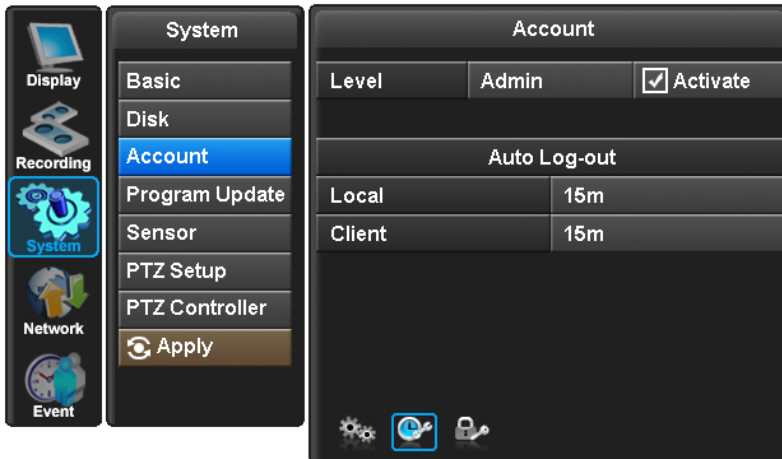 Display
Recording
System
Network
Event
System
Basic
Disk
Account
Program Update
Sensor
PTZ Setup
PTZ Controller
Apply
Account
Level Admin Activate
Auto Log-out
Local 15m
Client 15m